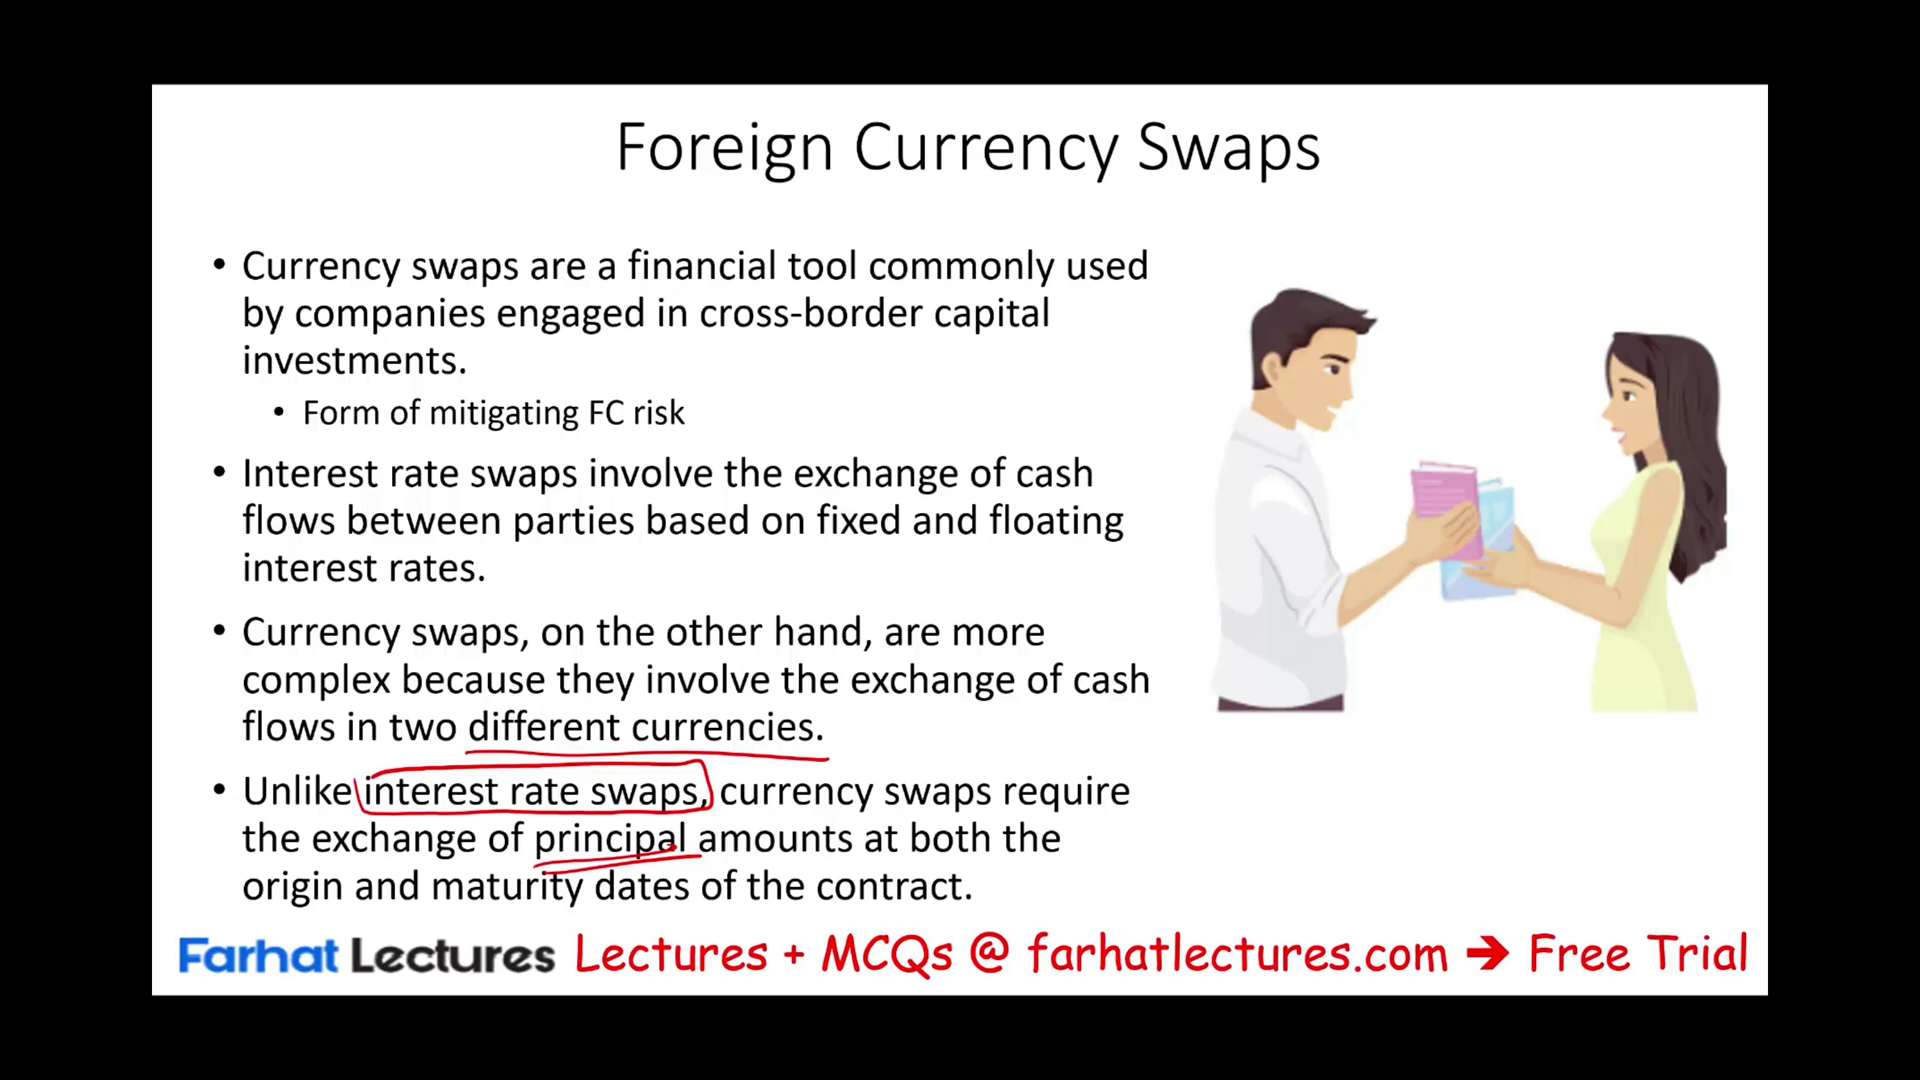 Foreign Currency Swaps
• Currency swaps are a financial tool commonly used
by companies engaged in cross-border capital
investments.
• Form of mitigating FC risk
• Interest rate swaps involve the exchange of cash
flows between parties based on fixed and floating
interest rates.
• Currency swaps, on the other hand, are more
complex because they involve the exchange of cash
flows in two different currencies.
• Unlike interest rate swaps, currency swaps require
the exchange of principal amounts at both the
origin and maturity dates of the contract.
Farhat Lectures Lectures + MCQs @ farhatlectures.com ➔ Free Trial